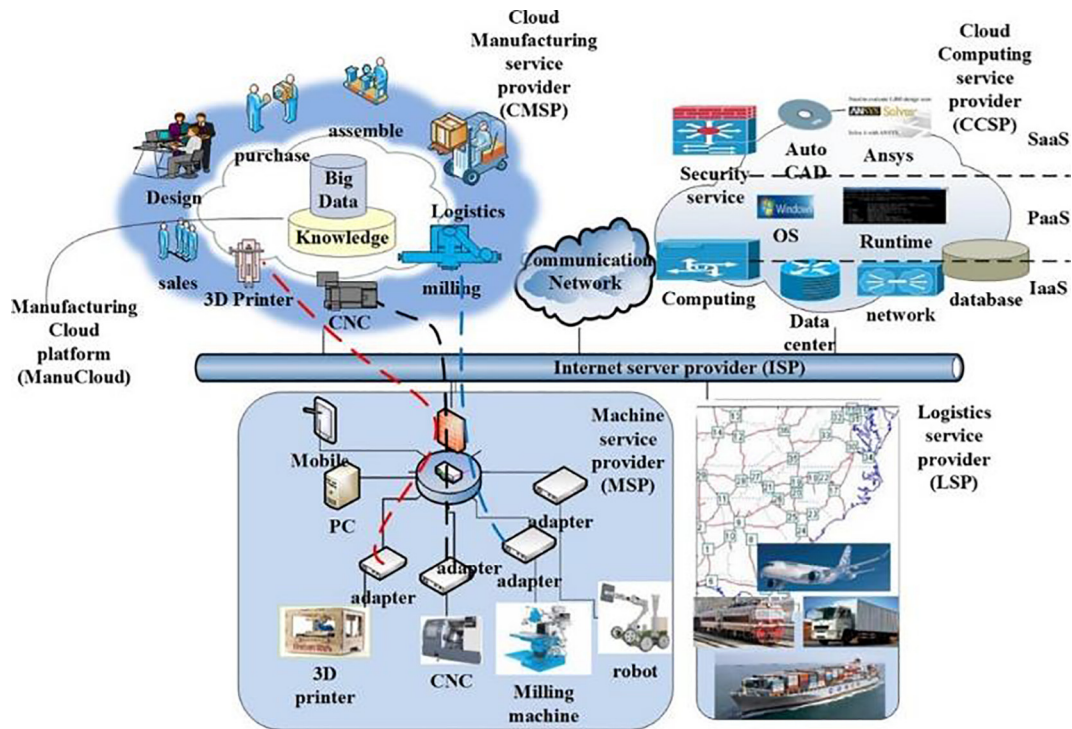 Cloud
Manufacturing
service
provider
(CMSP)
Cloud
Computing
service
provider
(CCSP)
assemble
purchase
Design
Big
Data
Knowledge
Logistics
sales
3D Printer
CNC
milling
Manufacturing
Cloud
platform
(ManuCloud)
Communication
Network
ANSYS Solver
Auto
CAD
Ansys
SaaS
Security
service
Windows
OS
Runtime
PaaS
Computing
Data
center
network
database
IaaS
Internet server provider (ISP)
Machine
service
provider
(MSP)
Mobile
PC
adapter
adapter
adapter
adapter
3D
printer
CNC
Milling
machine
robot
Logistics
service
provider
(LSP)